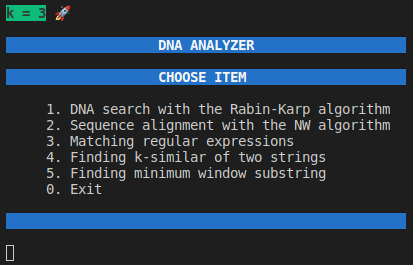 k = 3 🚀
DNA ANALYZER
CHOOSE ITEM
1. DNA search with the Rabin-Karp algorithm
2. Sequence alignment with the NW algorithm
3. Matching regular expressions
4. Finding k-similar of two strings
5. Finding minimum window substring
0. Exit